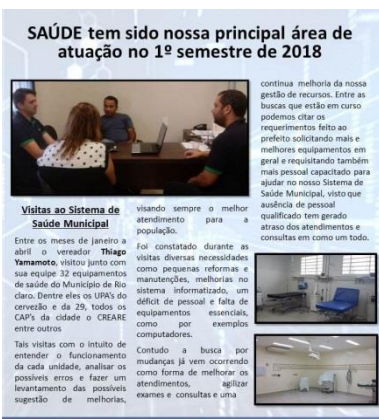 SAÚDE tem sido nossa principal área de
atuação no 1º semestre de 2018
Visitas ao Sistema de
Saúde Municipal
Entre os meses de janeiro a
abril o vereador Thiago
Yamamoto, visitou junto com
sua equipe 32 equipamentos
de saúde do Município de Rio
claro. Dentre eles os UPA's do
cervezão e da 29, todos os
CAP's da cidade o CREARE
entre outros
Tais visitas com o intuito de
entender o funcionamento
da cada unidade, analisar os
possíveis erros e fazer um
levantamento das possíveis
sugestão de melhorias,
visando sempre o melhor
atendimento para a
população.
Foi constatado durante as
visitas diversas necessidades
como pequenas reformas e
manutenções, melhorias no
sistema informatizado, um
déficit de pessoal e falta de
equipamentos essenciais,
como por exemplos
computadores.
Contudo a busca por
mudanças já vem ocorrendo
como forma de melhorar os
atendimentos, agilizar
exames e consultas e uma
continua melhoria da nossa
gestão de recursos. Entre as
buscas que estão em curso
podemos citar os
requerimentos feito ao
prefeito solicitando mais e
melhores equipamentos em
geral e requisitando também
mais pessoal capacitado para
ajudar no nosso Sistema de
Saúde Municipal, visto que
ausência de pessoal
qualificado tem gerado
atraso dos atendimentos e
consultas em como um todo.